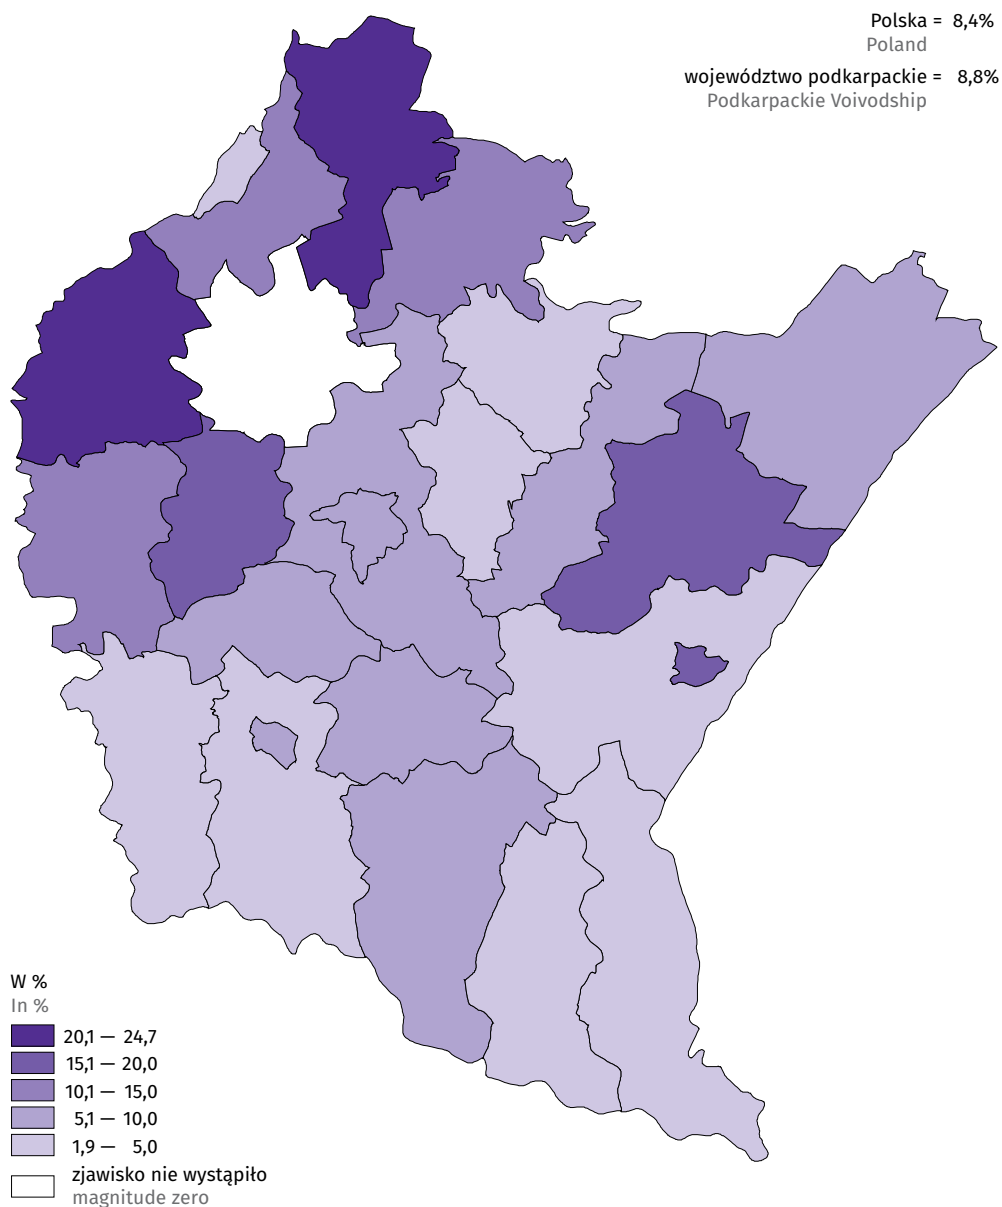 Polska = 8,4%
Poland
województwo podkarpackie = 8,8%
Podkarpackie Voivodship
W %
In %
20,1 — 24,7
15,1 — 20,0
10,1 — 15,0
5,1 — 10,0
1,9 — 5,0
zjawisko nie wystąpiło
magnitude zero